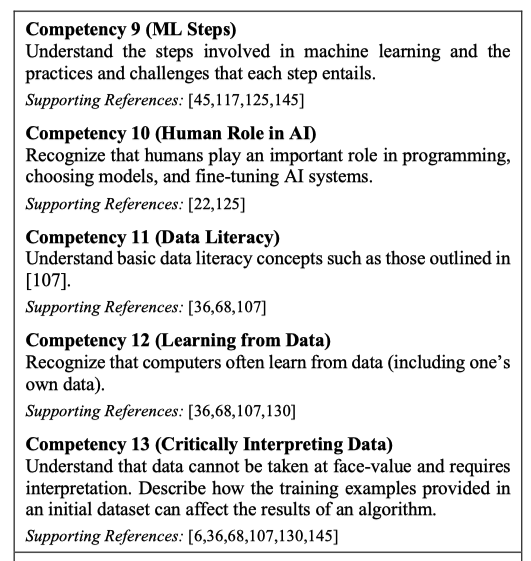 Competency 9 (ML Steps)
Understand the steps involved in machine learning and the
practices and challenges that each step entails.
Supporting References: [45,117,125,145]
Competency 10 (Human Role in AI)
Recognize that humans play an important role in programming,
choosing models, and fine-tuning AI systems.
Supporting References: [22,125]
Competency 11 (Data Literacy)
Understand basic data literacy concepts such as those outlined in
[107].
Supporting References: [36,68,107]
Competency 12 (Learning from Data)
Recognize that computers often learn from data (including one’s
own data).
Supporting References: [36,68,107,130]
Competency 13 (Critically Interpreting Data)
Understand that data cannot be taken at face-value and requires
interpretation. Describe how the training examples provided in
an initial dataset can affect the results of an algorithm.
Supporting References: [6,36,68,107,130,145]